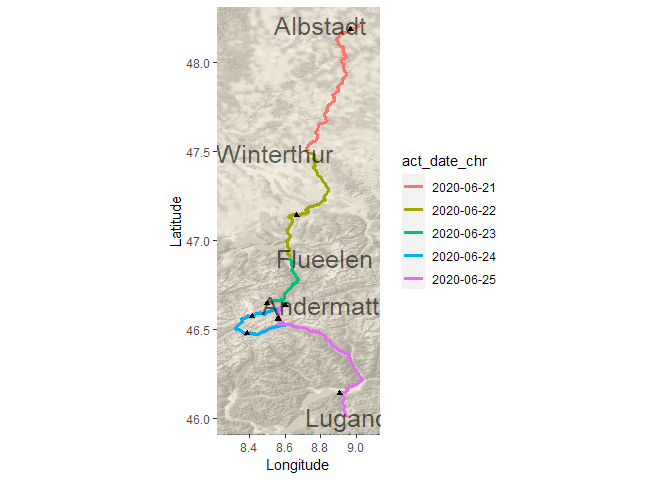 Albstadt
Winterthur
Flueelen
Andermatt
Lugano
48.0
47.5
47.0
46.5
46.0
Latitude
8.4 8.6 8.8 9.0
Longitude
act_date_chr
2020-06-21
2020-06-22
2020-06-23
2020-06-24
2020-06-25